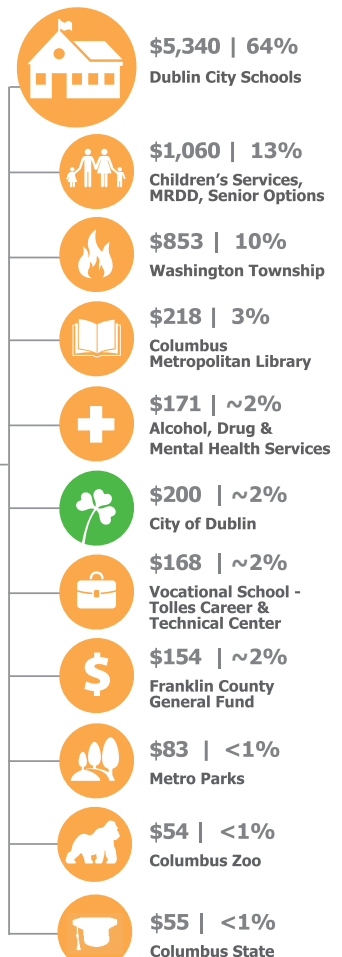 $5,340 | 64%
Dublin City Schools
$1,060 | 13%
Children’s Services,
MRDD, Senior Options
$853 | 10%
Washington Township
$218 | 3%
Columbus
Metropolitan Library
$171 | ~2%
Alcohol, Drug &
Mental Health Services
$200 | ~2%
City of Dublin
$168 | ~2%
Vocational School -
Tolles Career &
Technical Center
$154 | ~2%
Franklin County
General Fund
$83 | <1%
Metro Parks
$54 | <1%
Columbus Zoo
$55 | <1%
Columbus State
$